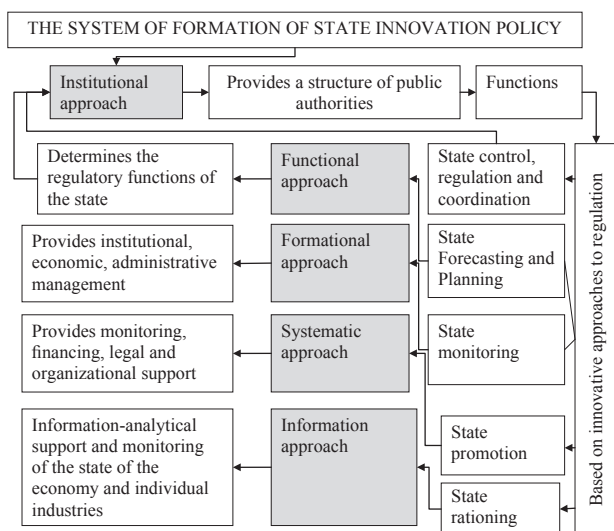 THE SYSTEM OF FORMATION OF STATE INNOVATION POLICY
Institutional
approach
Provides a structure of public
authorities
Functions
Determines the
regulatory functions of
the state
Functional
approach
State control,
regulation and
coordination
Provides institutional,
economic, administrative
management
Formational
approach
State
Forecasting and
Planning
Provides monitoring,
financing, legal and
organizational support
Systematic
approach
State
monitoring
Information-analytical
support and monitoring
of the state of the
economy and individual
industries
Information
approach
State
promotion
State
rationing
Based on innovative approaches to regulation